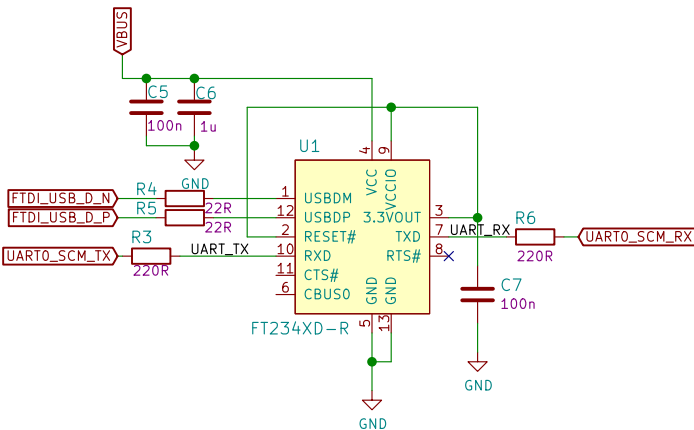 VBUS
C5
100n
C6
1u
GND
U1
FT234XD-R
4
VCC
9
VCCIO
FTDI_USB_D_N
R4
22R
1
USBDM
FTDI_USB_D_P
R5
22R
12
USBDP
3.3VOUT
3
2
RESET#
UART0_SCM_TX
R3
220R
UART_TX
10
RXD
TXD
7
UART_RX
R6
220R
UART0_SCM_RX
11
CTS#
RTS#
8
6
CBUS0
GND
5
GND
13
C7
100n
GND
GND